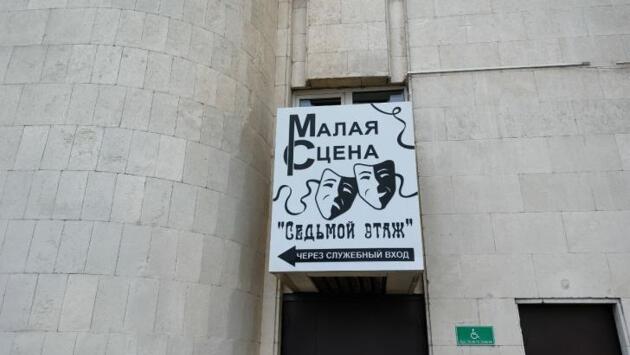 МАЛАЯ
СЦЕНА
"СЕДЬМОЙ ЭТАЖ"
ЧЕРЕЗ СЛУЖЕБНЫЙ ВХОД